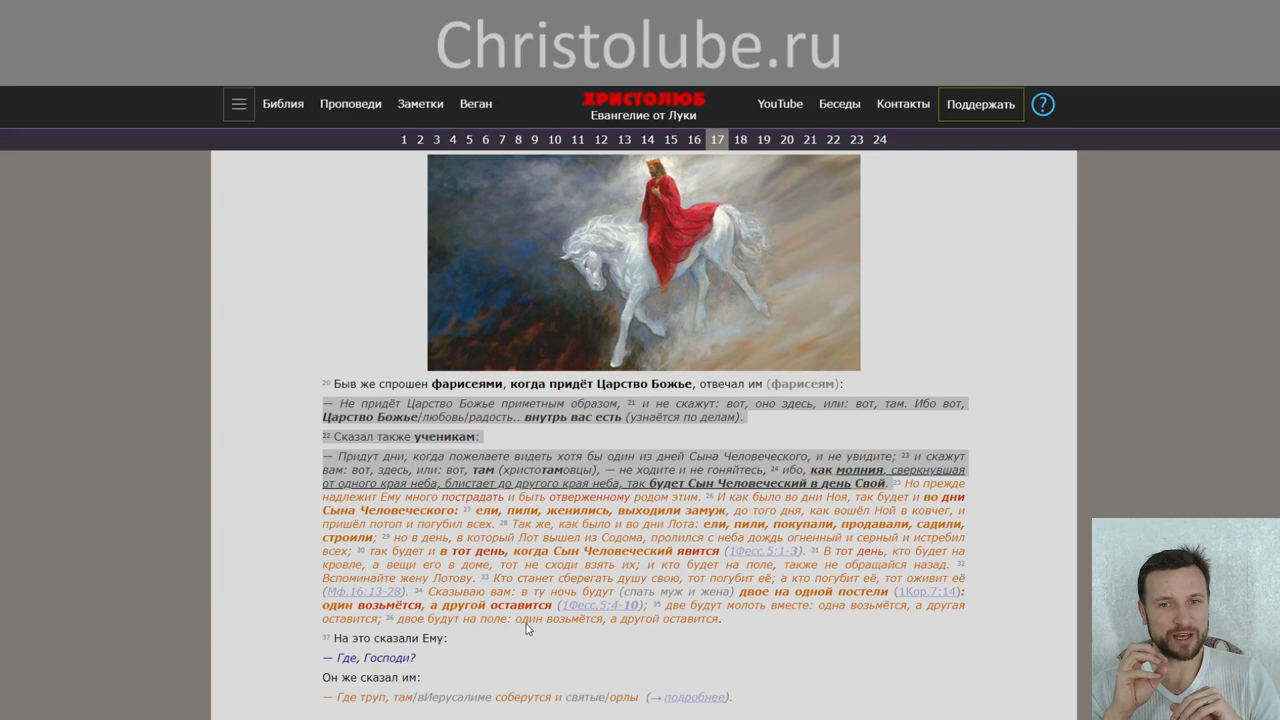 Christolube.ru
Библия Проповеди Заметки Веган ХРИСТОЛЮБ YouTube Беседы Контакты Поддержать ?
Евангелие от Луки
1 2 3 4 5 6 7 8 9 10 11 12 13 14 15 16 17 18 19 20 21 22 23 24
20 Быв же спрошен фарисеями, когда придёт Царство Божье, отвечал им (фарисеям):
— Не придёт Царство Божье приметным образом, 21 и не скажут: вот, оно здесь, или: вот, там. Ибо вот,
Царство Божье/любовь/радость.. внутрь вас есть (узнаётся по делам).
22 Сказал также ученикам:
— Придут дни, когда пожелаете видеть хотя бы один из дней Сына Человеческого, и не увидите; 23 и скажут
вам: вот, здесь, или: вот, там (христотамовцы), — не ходите и не гоняйтесь, 24 ибо, как молния, сверкнувшая
от одного края неба, блистает до другого края неба, так будет Сын Человеческий в день Свой. 25 Но прежде
надлежит Ему много пострадать и быть отверженному родом этим. 26 И как было во дни Ноя, так будет и во дни
Сына Человеческого: 27 ели, пили, женились, выходили замуж, до того дня, как вошёл Ной в ковчег, и
пришёл потоп и погубил всех. 28 Так же, как было и во дни Лота: ели, пили, покупали, продавали, садили,
строили; 29 но в день, в который Лот вышел из Содома, пролился с неба дождь огненный и серный и истребил
всех; 30 так будет и в тот день, когда Сын Человеческий явится (1Фесс.5:1-3). 31 В тот день, кто будет на
кровле, а вещи его в доме, тот не сходи взять их; и кто будет на поле, также не обращайся назад. 32
Вспоминайте жену Лотову. 33 Кто станет сберегать душу свою, тот погубит её; а кто погубит её, тот оживит её
(Мф.16:13-28). 34 Сказываю вам: в ту ночь будут (спать муж и жена) двое на одной постели (1Кор.7:14):
один возьмётся, а другой оставится (1Фесс.5:4-10); 35 две будут молоть вместе: одна возьмётся, а другая
оставится; 36 двое будут на поле: один возьмётся, а другой оставится.
37 На это сказали Ему:
— Где, Господи?
Он же сказал им:
— Где труп, там/вИерусалиме соберутся и святые/орлы (→ подробнее).